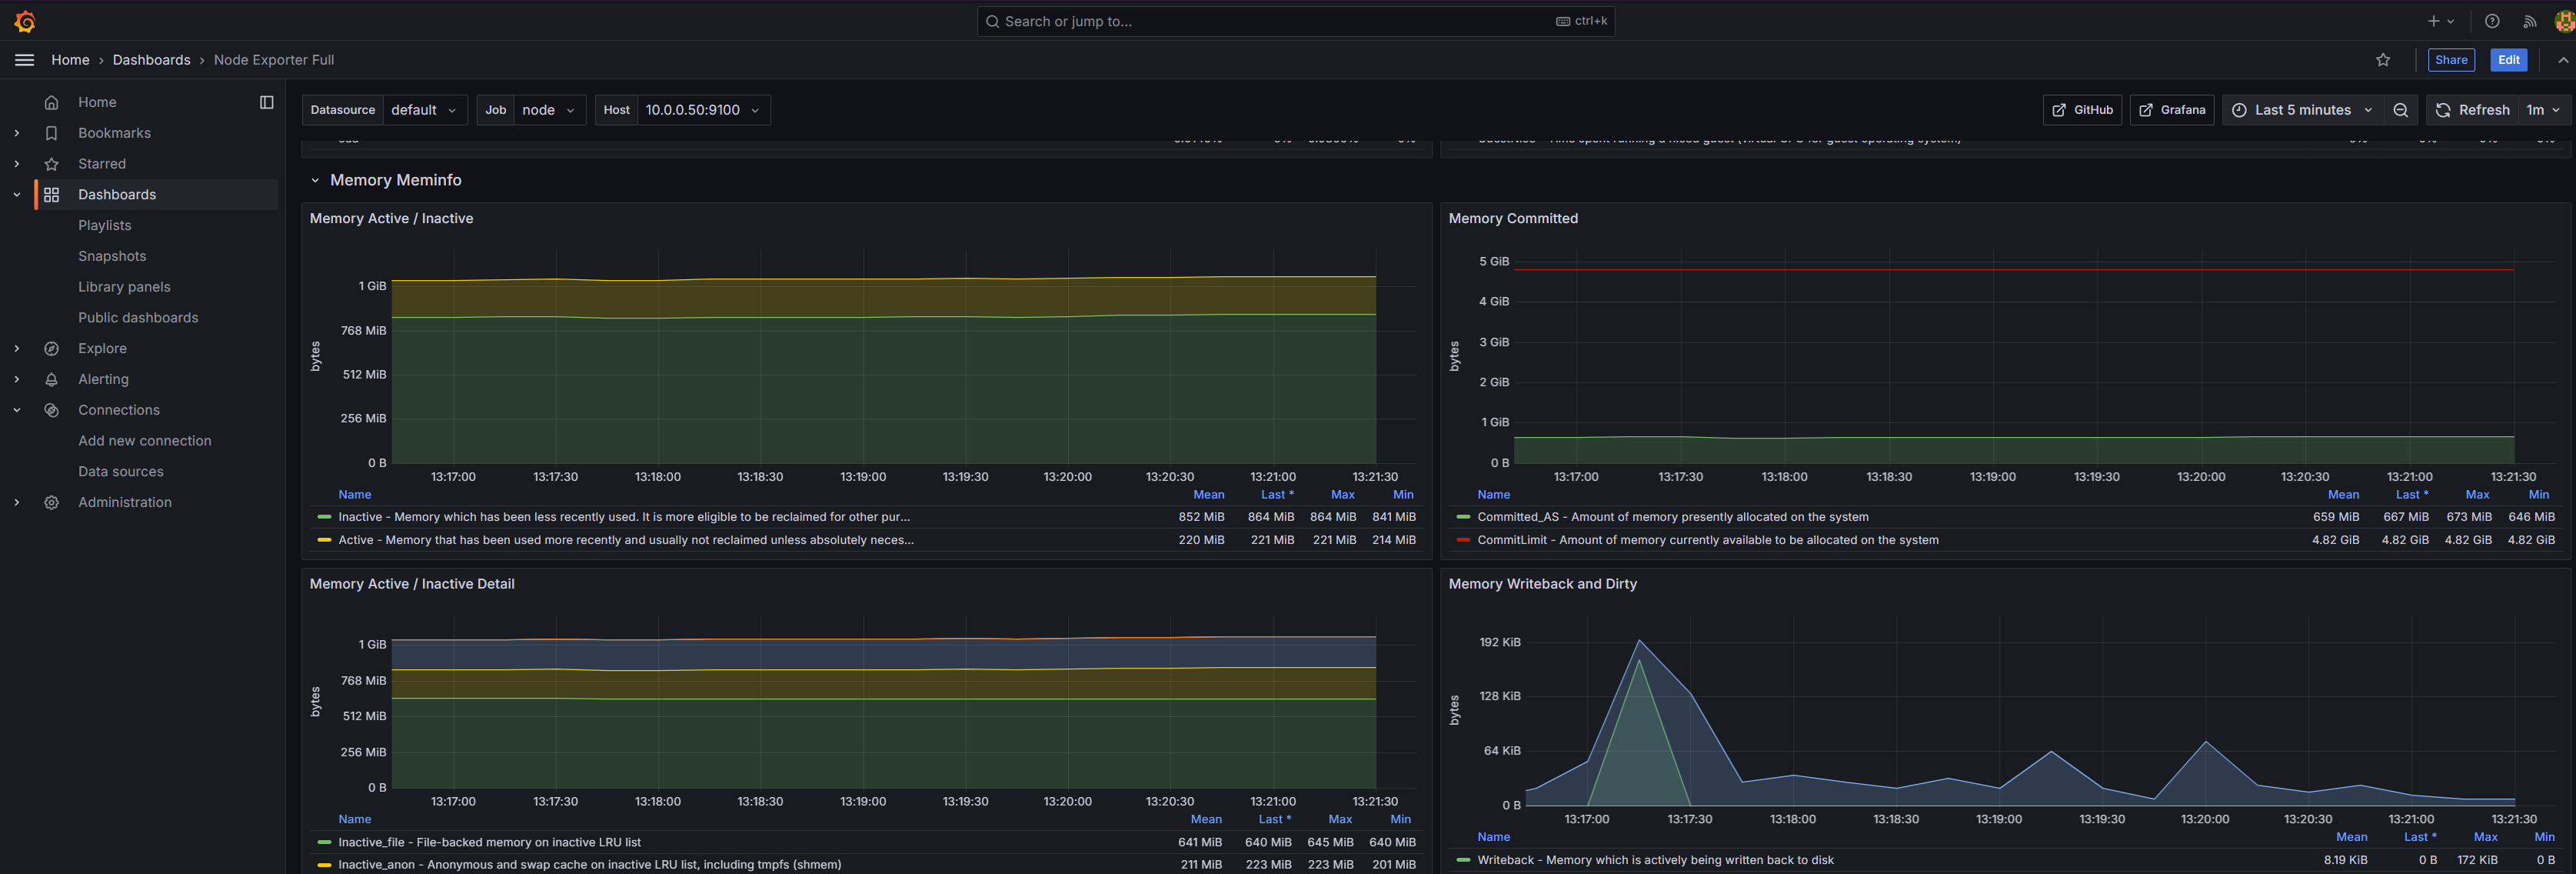 Search or jump to... ctrl+k
Home › Dashboards › Node Exporter Full
Share Edit
Home
Bookmarks
Starred
Dashboards
Playlists
Snapshots
Library panels
Public dashboards
Explore
Alerting
Connections
Add new connection
Data sources
Administration
Datasource default Job node Host 10.0.0.50:9100
GitHub Grafana Last 5 minutes Refresh 1m
Memory Meminfo
Memory Active / Inactive
bytes
1 GiB
768 MiB
512 MiB
256 MiB
0 B
13:17:00 13:17:30 13:18:00 13:18:30 13:19:00 13:19:30 13:20:00 13:20:30 13:21:00 13:21:30
Name Mean Last * Max Min
Inactive - Memory which has been less recently used. It is more eligible to be reclaimed for other pur... 852 MiB 864 MiB 864 MiB 841 MiB
Active - Memory that has been used more recently and usually not reclaimed unless absolutely neces... 220 MiB 221 MiB 221 MiB 214 MiB
Memory Committed
bytes
5 GiB
4 GiB
3 GiB
2 GiB
1 GiB
0 B
13:17:00 13:17:30 13:18:00 13:18:30 13:19:00 13:19:30 13:20:00 13:20:30 13:21:00 13:21:30
Name Mean Last * Max Min
Committed_AS - Amount of memory presently allocated on the system 659 MiB 667 MiB 673 MiB 646 MiB
CommitLimit - Amount of memory currently available to be allocated on the system 4.82 GiB 4.82 GiB 4.82 GiB 4.82 GiB
Memory Active / Inactive Detail
bytes
1 GiB
768 MiB
512 MiB
256 MiB
0 B
13:17:00 13:17:30 13:18:00 13:18:30 13:19:00 13:19:30 13:20:00 13:20:30 13:21:00 13:21:30
Name Mean Last * Max Min
Inactive_file - File-backed memory on inactive LRU list 641 MiB 640 MiB 645 MiB 640 MiB
Inactive_anon - Anonymous and swap cache on inactive LRU list, including tmpfs (shmem) 211 MiB 223 MiB 223 MiB 201 MiB
Memory Writeback and Dirty
bytes
192 KiB
128 KiB
64 KiB
0 B
13:17:00 13:17:30 13:18:00 13:18:30 13:19:00 13:19:30 13:20:00 13:20:30 13:21:00 13:21:30
Name Mean Last * Max Min
Writeback - Memory which is actively being written back to disk 8.19 KiB 0 B 172 KiB 0 B